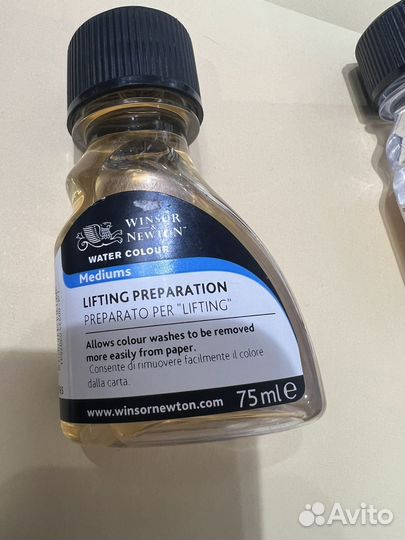 WINSOR
&
NEWTON™
WATER COLOUR
Mediums
LIFTING PREPARATION
PREPARATO PER "LIFTING"
Allows colour washes to be removed
more easily from paper.
Consente di rimuovere facilmente il colore
dalla carta.
www.winsornewton.com 75ml e
Avito